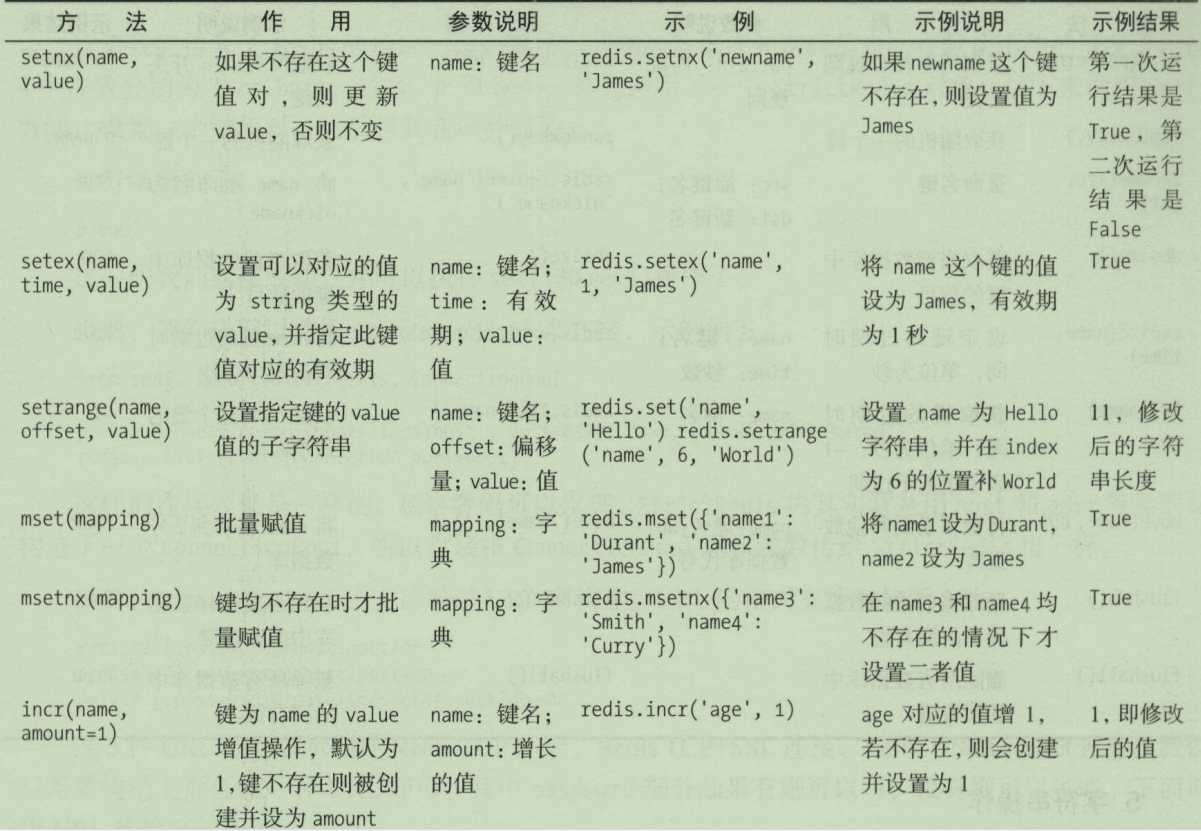 方 法 作 用 参数说明 示 例 示例说明 示例结果
setnx(name, value)
如果不存在这个键
值对，则更新
value，否则不变
name：键名
redis.setnx('newname',
'James')
如果 newname 这个键
不存在，则设置值为
James
第一次运
行结果是
True，第
二次运行
结果是
False
setex(name,
time, value)
设置可以对应的值
为 string 类型的
value，并指定此键
值对应的有效期
name：键名；
time：有效
期；value：
值
redis.setex('name',
1, 'James')
将 name 这个键的值
设为 James，有效期
为 1 秒
True
setrange(name,
offset, value)
设置指定键的 value
值的子字符串
name：键名；
offset：偏移
量；value：值
redis.set('name',
'Hello') redis.setrange
('name', 6, 'World')
设置 name 为 Hello
字符串，并在 index
为 6 的位置补 World
11，修改
后的字符
串长度
mset(mapping)
批量赋值
mapping：字
典
redis.mset({'name1':
'Durant', 'name2':
'James'})
将 name1 设为 Durant，
name2 设为 James
True
msetnx(mapping)
键均不存在时才批
量赋值
mapping：字
典
redis.msetnx({'name3':
'Smith', 'name4':
'Curry'})
在 name3 和 name4 均
不存在的情况下才
设置二者值
True
incr(name,
amount=1)
键为 name 的 value
增值操作，默认为
1，键不存在则被创
建并设为 amount
name：键名；
amount：增长
的值
redis.incr('age', 1)
age 对应的值增 1，
若不存在，则会创建
并设置为 1
1，即修改
后的值